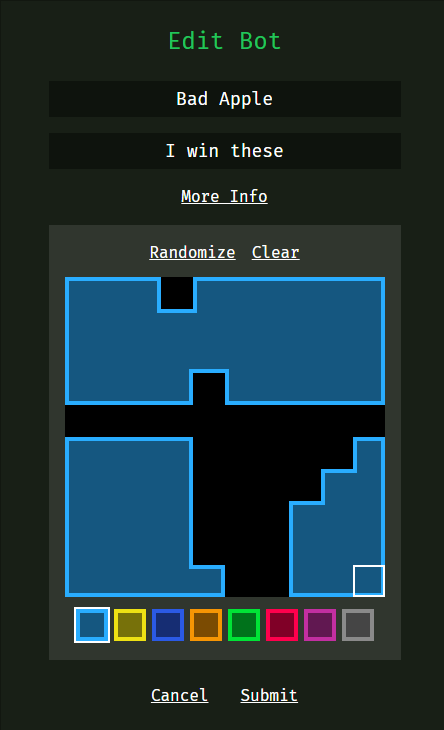 Edit Bot
Bad Apple
I win these
More Info
Randomize Clear
Cancel Submit